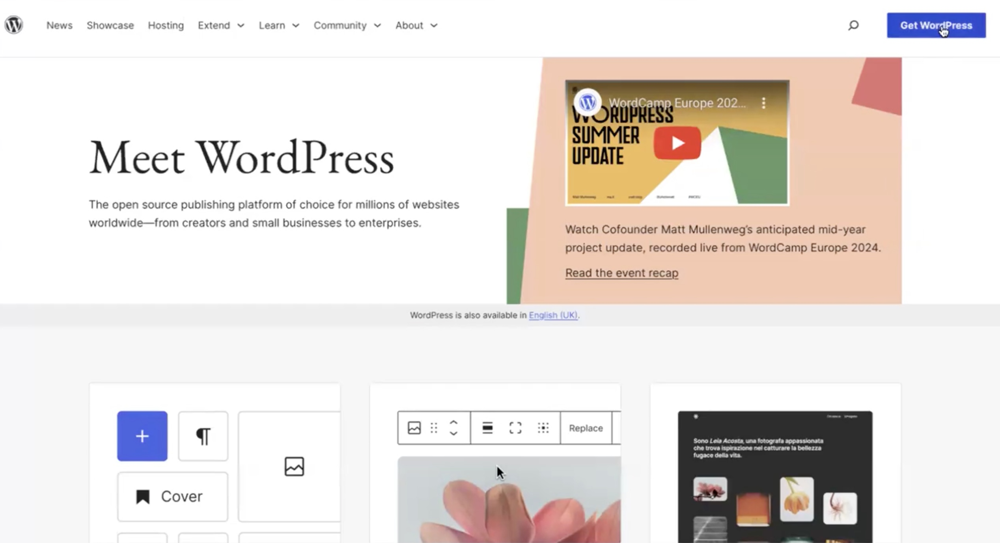 News Showcase Hosting Extend Learn Community About Get WordPress
Meet WordPress
The open source publishing platform of choice for millions of websites
worldwide—from creators and small businesses to enterprises.
WordCamp Europe 202...
WORDPRESS
SUMMER
UPDATE
Watch Cofounder Matt Mullenweg's anticipated mid-year
project update, recorded live from WordCamp Europe 2024.
Read the event recap
WordPress is also available in English (UK).
Cover
Replace
Sono Leia Acosta, una fotografa appassionata
che trova ispirazione nel catturare la bellezza
fugace della vita.